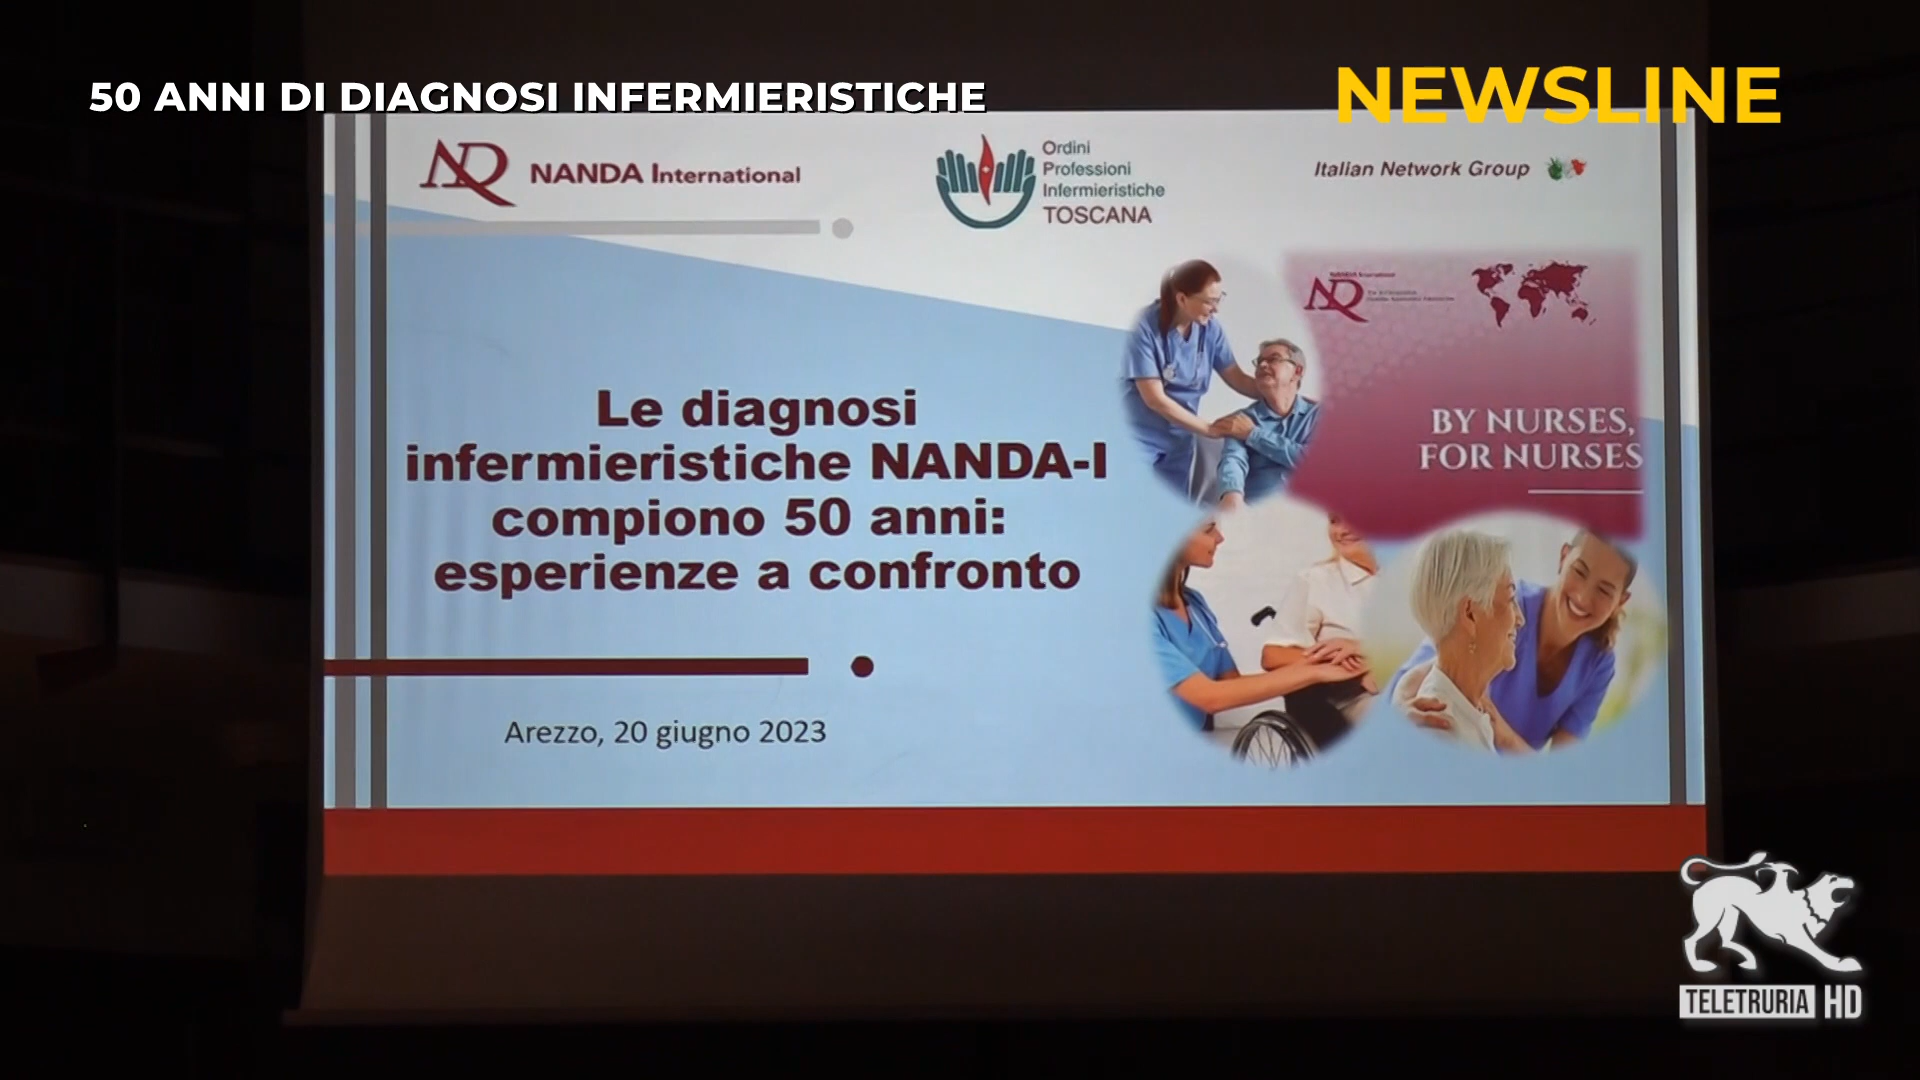 50 ANNI DI DIAGNOSI INFERMIERISTICHE
NEWSLINE
NANDA International
Ordini
Professioni
Infermieristiche
TOSCANA
Italian Network Group
BY NURSES,
FOR NURSES
Le diagnosi
infermieristiche NANDA-I
compiono 50 anni:
esperienze a confronto
Arezzo, 20 giugno 2023
TELETRURIA HD